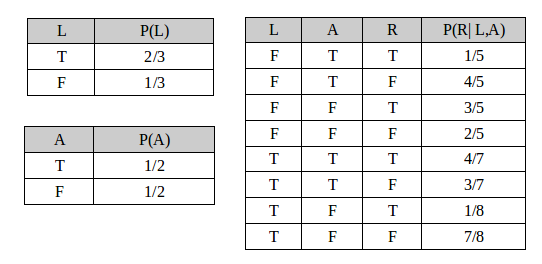 L P(L)
T 2/3
F 1/3
A P(A)
T 1/2
F 1/2
L A R P(R| L,A)
F T T 1/5
F T F 4/5
F F T 3/5
F F F 2/5
T T T 4/7
T T F 3/7
T F T 1/8
T F F 7/8